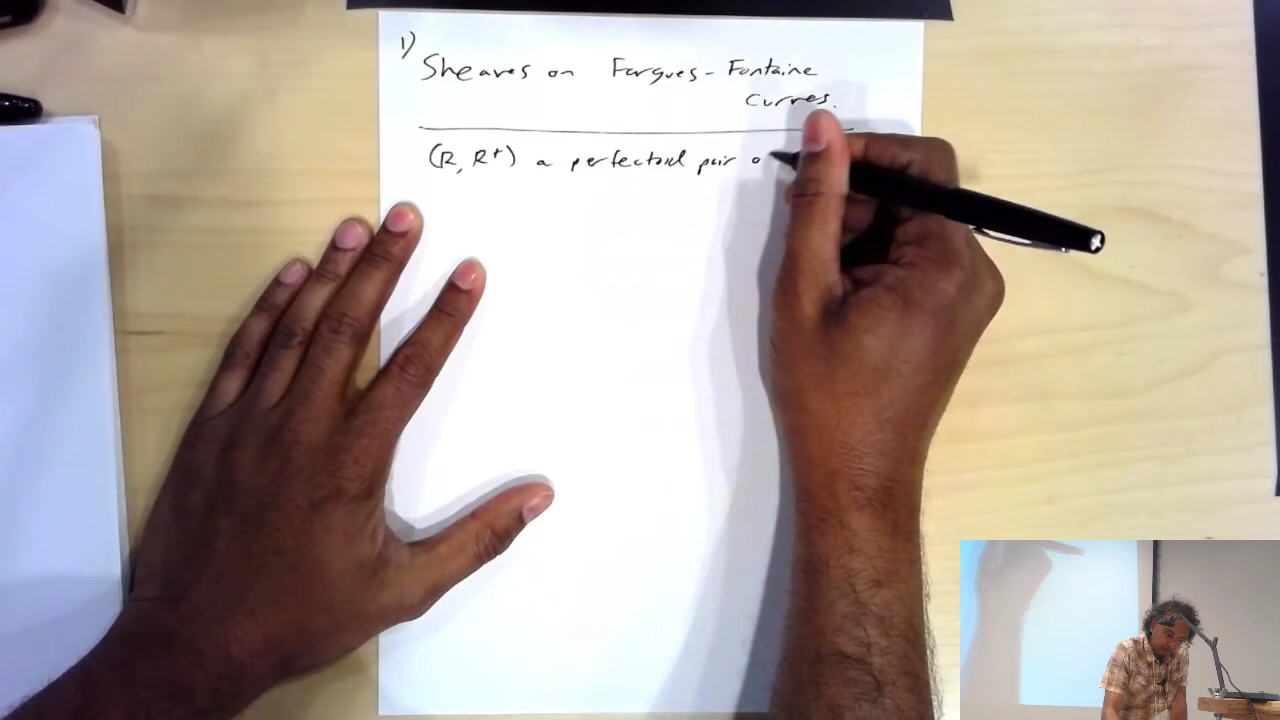 1) Sheaves on Fargues-Fontaine
Curves.
(R, R⁺) a perfectoid pair o